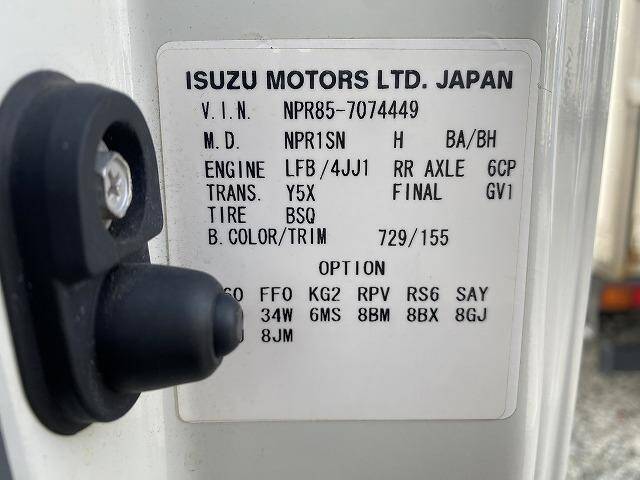 ISUZU MOTORS LTD. JAPAN
V.I.N. NPR85-7074449
M.D. NPR1SN H BA/BH
ENGINE LFB/4JJ1 RR AXLE 6CP
TRANS. Y5X FINAL GV1
TIRE BSQ
B.COLOR/TRIM 729/155
OPTION
FFO KG2 RPV RS6 SAY
34W 6MS 8BM 8BX 8GJ
8JM